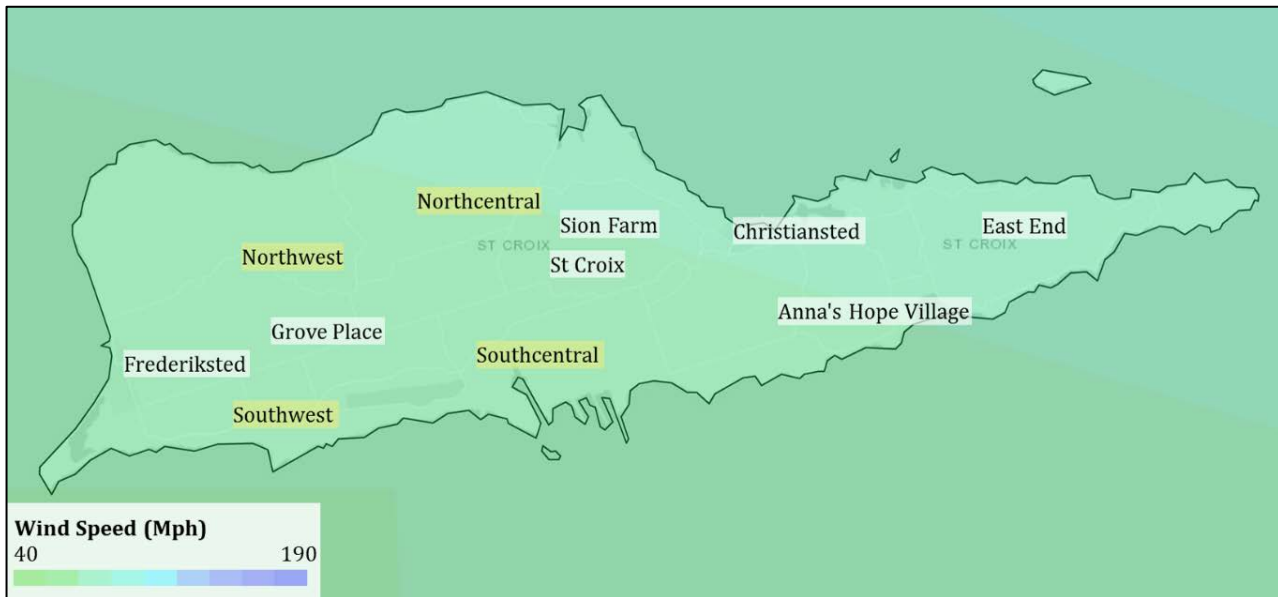 Northcentral
Sion Farm
Christiansted
East End
ST CROIX
ST CROIX
Northwest
St Croix
Anna's Hope Village
Grove Place
Southcentral
Frederiksted
Southwest
Wind Speed (Mph)
40 190